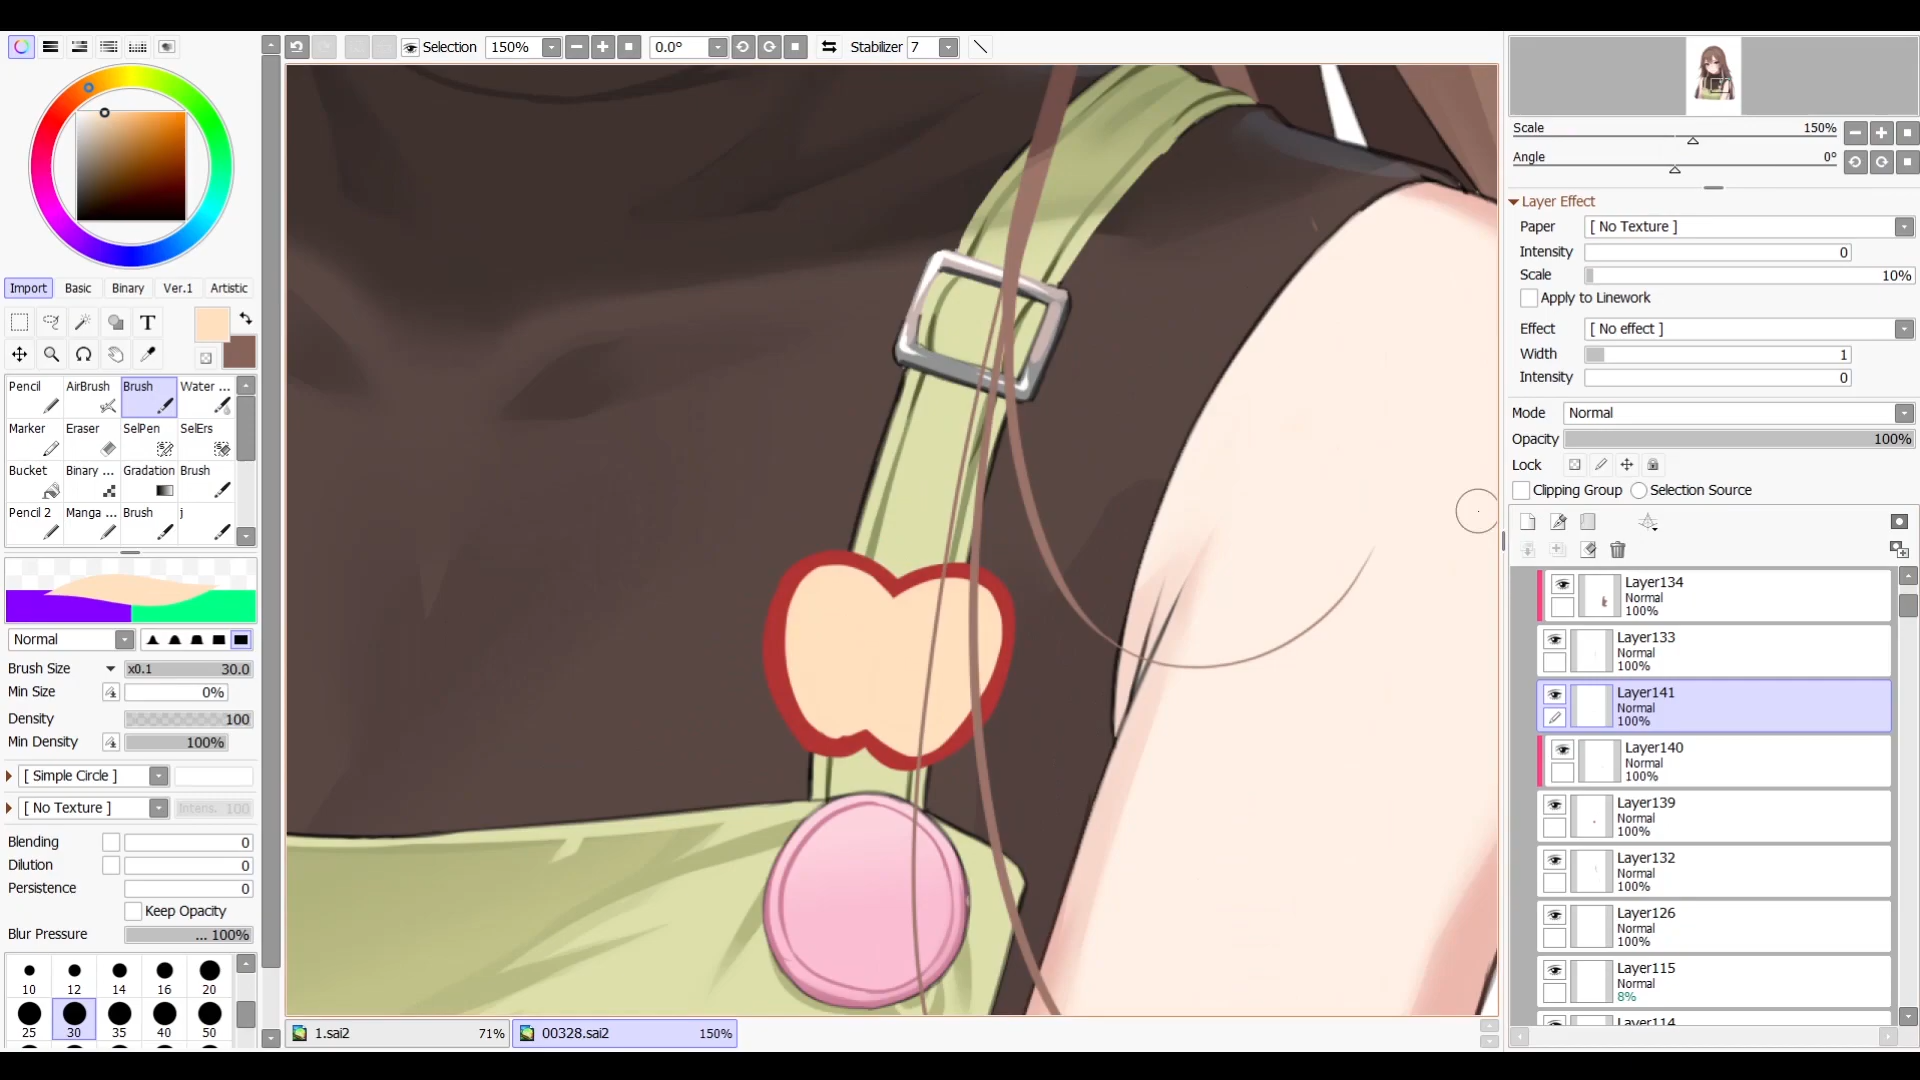 Selection 150% 0.0° Stabilizer 7
Import Basic Binary Ver.1 Artistic
T
Pencil AirBrush Brush Water ...
Marker Eraser SelPen SelErs
Bucket Binary ... Gradation Brush
Pencil 2 Manga ... Brush j
Normal
Brush Size x0.1 30.0
Min Size 0%
Density 100
Min Density 100%
[ Simple Circle ]
[ No Texture ] Intens. 100
Blending 0
Dilution 0
Persistence 0
Keep Opacity
Blur Pressure ... 100%
10 12 14 16 20
25 30 35 40 50
1.sai2 71% 00328.sai2 150%
Scale 150%
Angle 0°
Layer Effect
Paper [ No Texture ]
Intensity 0
Scale 10%
Apply to Linework
Effect [ No effect ]
Width 1
Intensity 0
Mode Normal
Opacity 100%
Lock
Clipping Group Selection Source
Layer134
Normal
100%
Layer133
Normal
100%
Layer141
Normal
100%
Layer140
Normal
100%
Layer139
Normal
100%
Layer132
Normal
100%
Layer126
Normal
100%
Layer115
Normal
8%
Layer114